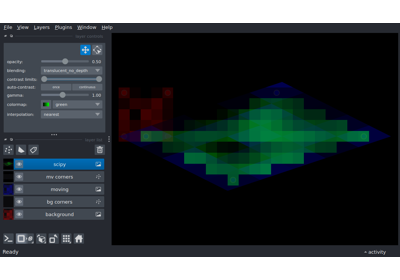 File View Layers Plugins Window Help
opacity: 0.50
blending: translucent_no_depth
contrast limits:
auto-contrast: once continuous
gamma: 1.00
colormap: green
interpolation: nearest
scipy
mv corners
moving
bg corners
background
Ready
activity